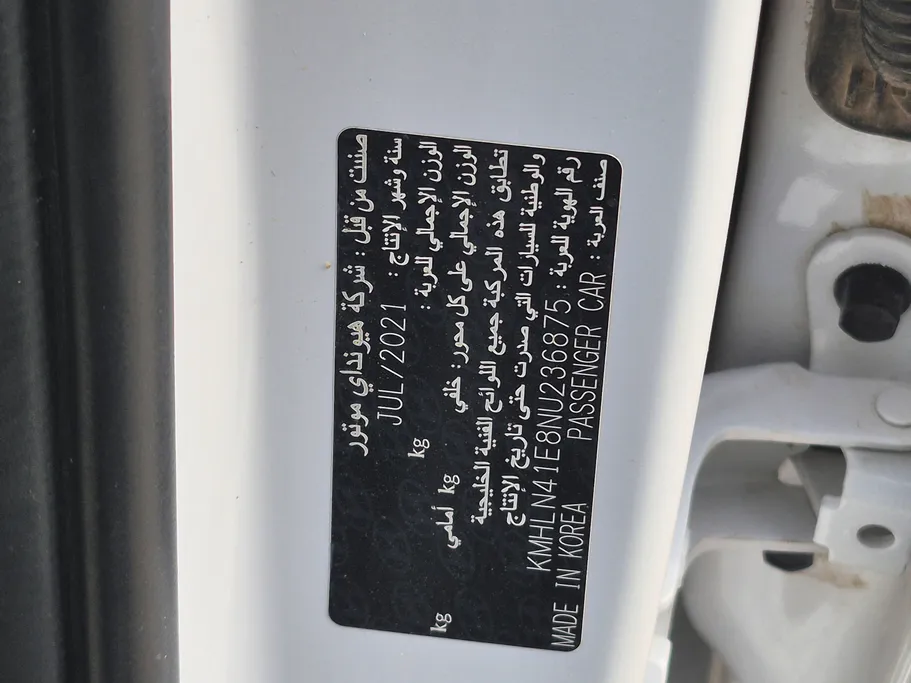 صنعت من قبل : شركة هيونداي موتور
سنة وشهر الإنتاج : JUL/2021
الوزن الإجمالي للعربة : kg
الوزن الإجمالي على كل محور: خلفي kg أمامي kg
تطابق هذه المركبة جميع اللوائح الفنية الخليجية
والوطنية للسيارات التي صدرت حتى تاريخ الإنتاج
رقم الهوية للعربة : KMHLN41E8NU236875
صنف العربة : PASSENGER CAR MADE IN KOREA